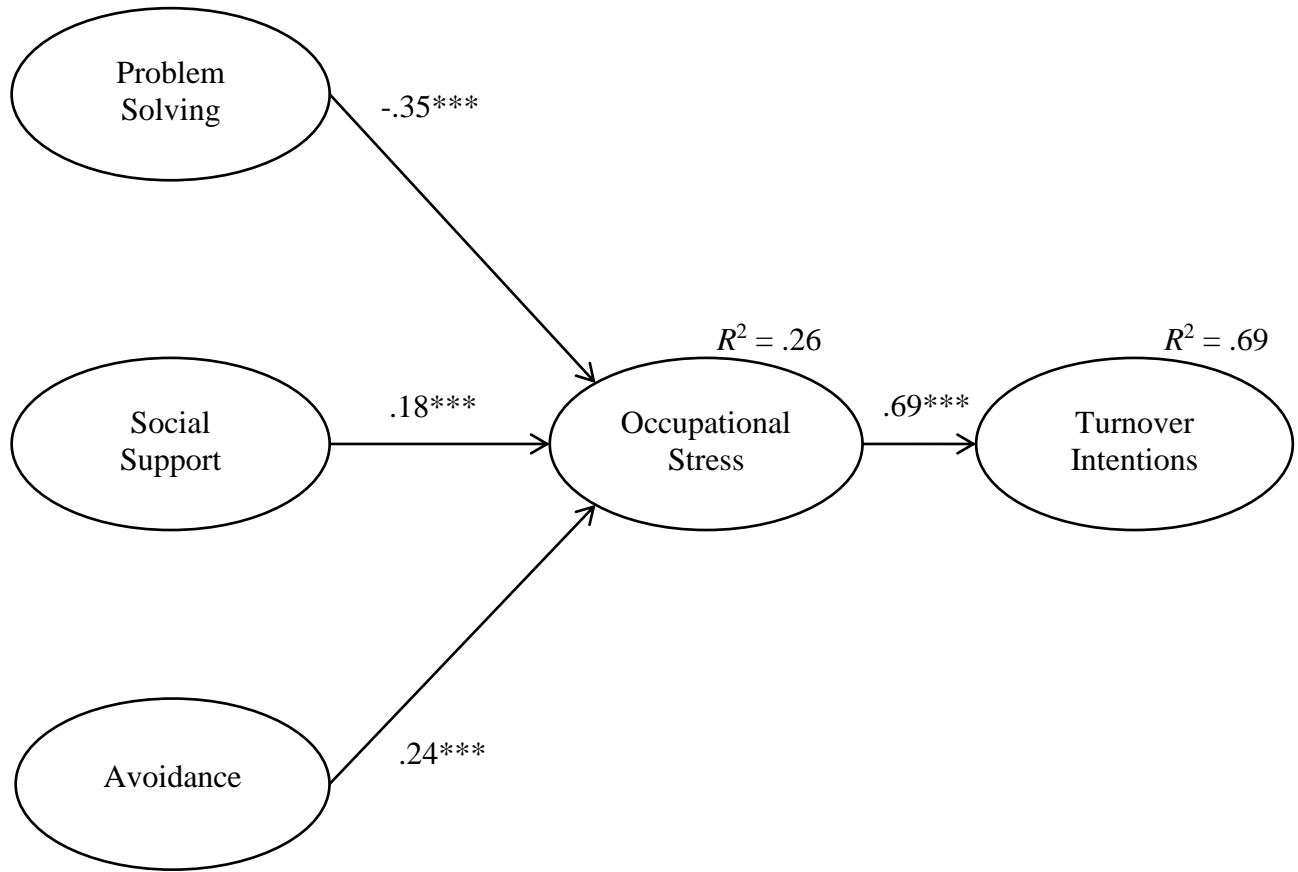 Problem
Solving
-.35***
R² = .26
R² = .69
Social
Support
.18***
Occupational
Stress
.69***
Turnover
Intentions
Avoidance
.24***